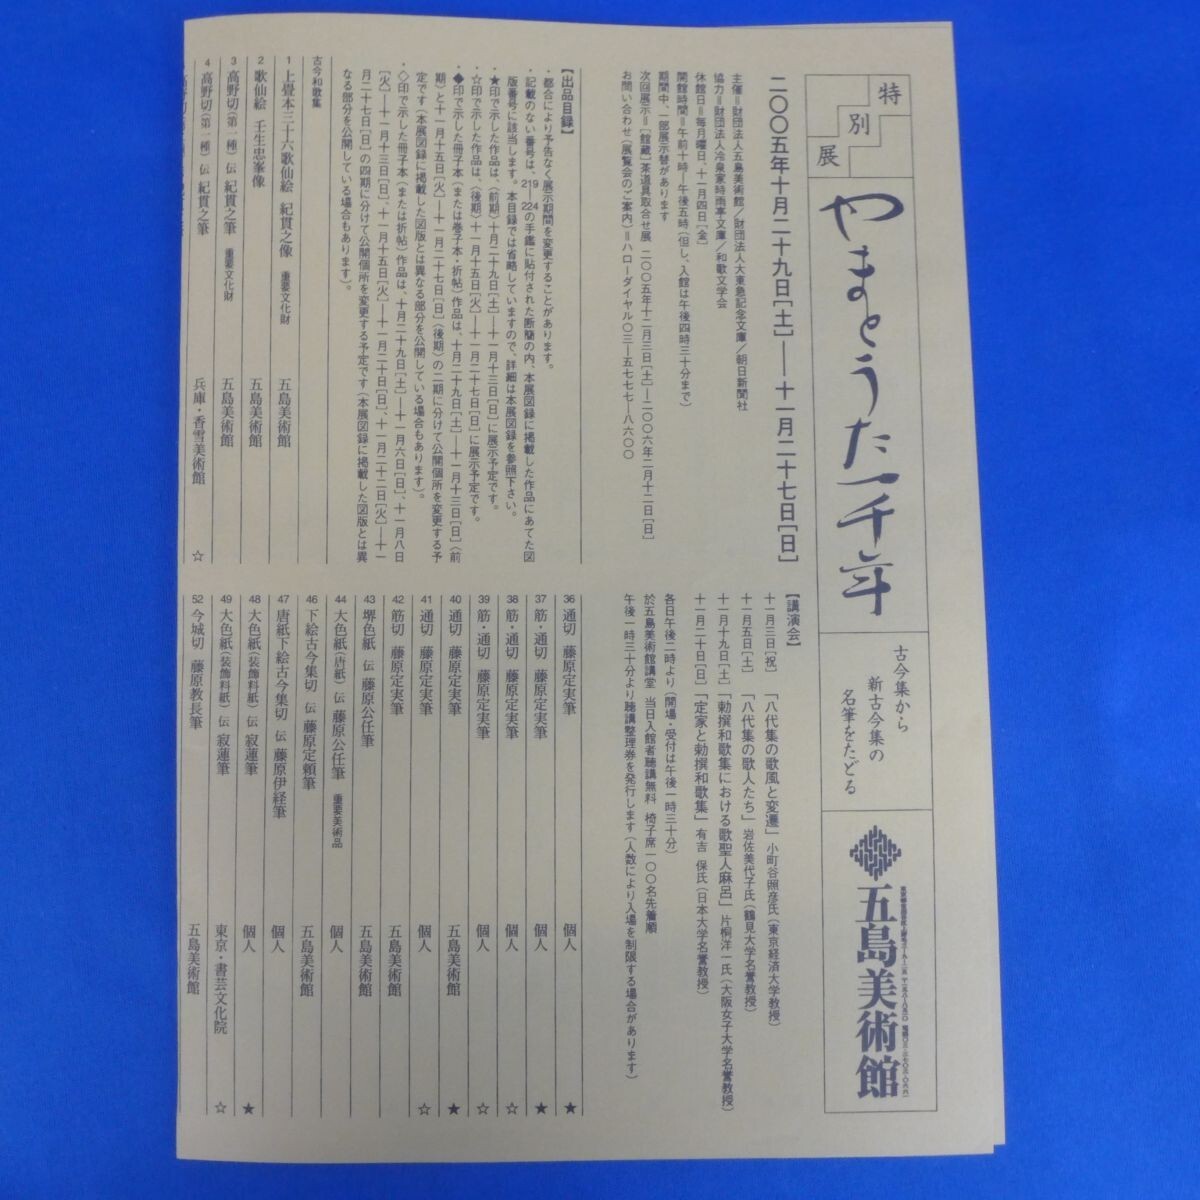 特別展
やまとうた一千年
古今集から
新古今集の
名筆をたどる
五島美術館
二〇〇五年十月二十九日[土]―十一月二十七日[日]
主催＝財団法人五島美術館／財団法人大東急記念文庫／朝日新聞社
協力＝財団法人冷泉家時雨亭文庫／和歌文学会
休館日＝毎月曜日、十一月四日[金]
開館時間＝午前十時―午後五時(但し、入館は午後四時三十分まで)
期間中、一部展示替があります
次回展示＝[館蔵]茶道具取合せ展 二〇〇五年十二月三日[土]―二〇〇六年二月十二日[日]
お問い合わせ(展覧会のご案内)＝ハローダイヤル〇三―五七七七―八六〇〇
【講演会】
十一月三日[祝] 「八代集の歌風と変遷」 小町谷照彦氏(東京経済大学教授)
十一月五日[土] 「八代集の歌人たち」 岩佐美代子氏(鶴見大学名誉教授)
十一月十九日[土] 「勅撰和歌集における歌聖人麻呂」 片桐洋一氏(大阪女子大学名誉教授)
十一月二十日[日] 「定家と勅撰和歌集」 有吉 保氏(日本大学名誉教授)
各日午後二時より(開場・受付は午後一時三十分)
於五島美術館講堂 当日入館者聴講無料 椅子席一〇〇名先着順
午後一時三十分より聴講整理券を発行します(人数により入場を制限する場合があります)
【出品目録】
・都合により予告なく展示期間を変更することがあります。
・記載のない番号は、219 224の手鑑に貼付された断簡の内、本展図録に掲載した作品にあてた図
版番号に該当します。本目録では省略していますので、詳細は本展図録を参照下さい。
・★印で示した作品は、(前期)十月二十九日[土]―十一月十三日[日]に展示予定です。
・☆印で示した作品は、(後期)十一月十五日[火]―十一月二十七日[日]に展示予定です。
・◆印で示した冊子本(または巻子本・折帖)作品は、十月二十九日[土]―十一月十三日[日](前
期)と十一月十五日[火]―十一月二十七日[日](後期)の二期に分けて公開個所を変更する予
定です(本展図録に掲載した図版とは異なる部分を公開している場合もあります)。
・◇印で示した冊子本(または折帖)作品は、十月二十九日[土]―十一月六日[日]、十一月八日
[火]―十一月十三日[日]、十一月十五日[火]―十一月二十日[日]、十一月二十二日[火]―十一
月二十七日[日]の四期に分けて公開個所を変更する予定です(本展図録に掲載した図版とは異
なる部分を公開している場合もあります)。
古今和歌集
1 上畳本三十六歌仙絵 紀貫之像 重要文化財 五島美術館
2 歌仙絵 壬生忠峯像 五島美術館
3 高野切(第一種) 伝 紀貫之筆 重要文化財 五島美術館
4 高野切(第一種) 伝 紀貫之筆 兵庫・香雪美術館 ☆
36 通切 藤原定実筆 個人 ★
37 筋・通切 藤原定実筆 個人 ★
38 筋・通切 藤原定実筆 個人 ☆
39 筋・通切 藤原定実筆 個人 ☆
40 通切 藤原定実筆 五島美術館 ★
41 通切 藤原定実筆 個人 ☆
42 筋切 藤原定実筆 五島美術館
43 堺色紙 伝 藤原公任筆 五島美術館
44 大色紙(唐紙) 伝 藤原公任筆 重要美術品 個人
46 下絵古今集切 伝 藤原定頼筆 五島美術館
47 唐紙下絵古今集切 伝 藤原伊経筆 個人
48 大色紙(装飾料紙) 伝 寂蓮筆 個人 ★
49 大色紙(装飾料紙) 伝 寂蓮筆 東京・書芸文化院 ☆
52 今城切 藤原教長筆 五島美術館